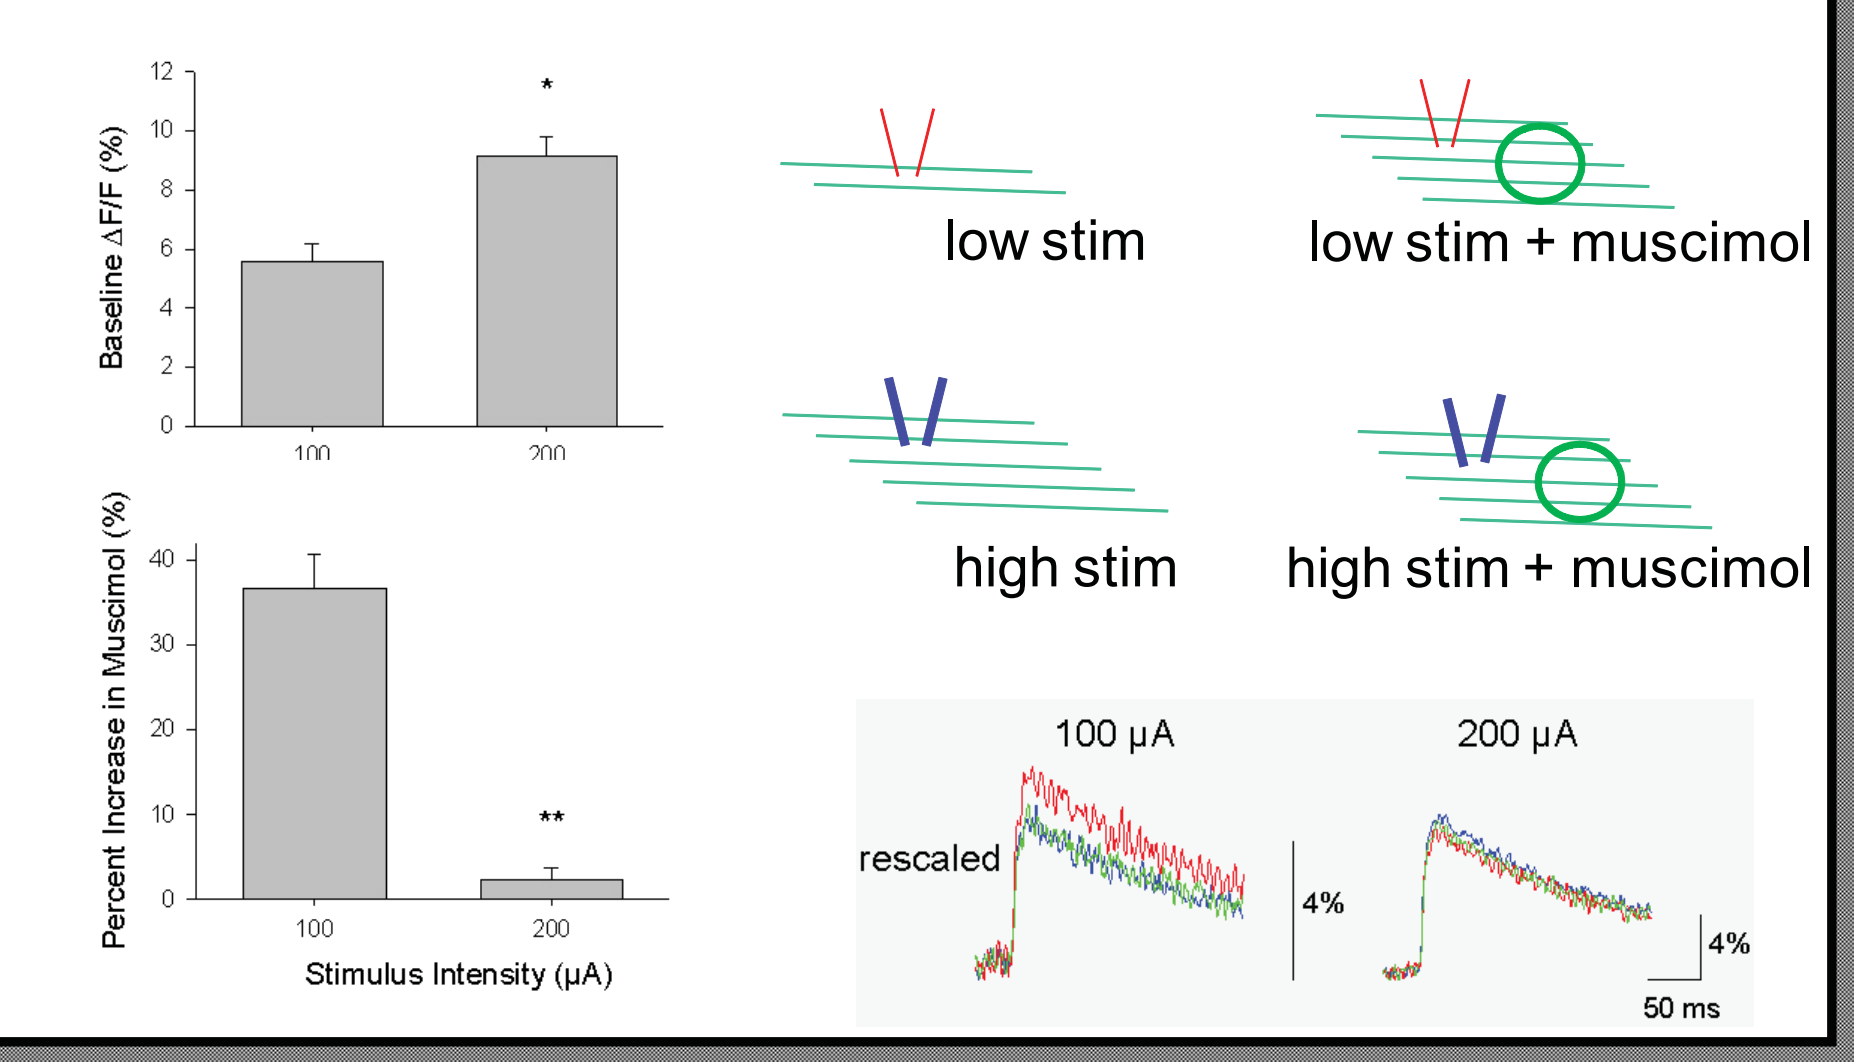 Baseline ΔF/F (%)
12
10
8
6
4
2
0
*
100
200
Percent Increase in Muscimol (%)
40
30
20
10
0
**
100
200
Stimulus Intensity (µA)
low stim
low stim + muscimol
high stim
high stim + muscimol
100 µA
200 µA
rescaled
4%
4%
50 ms